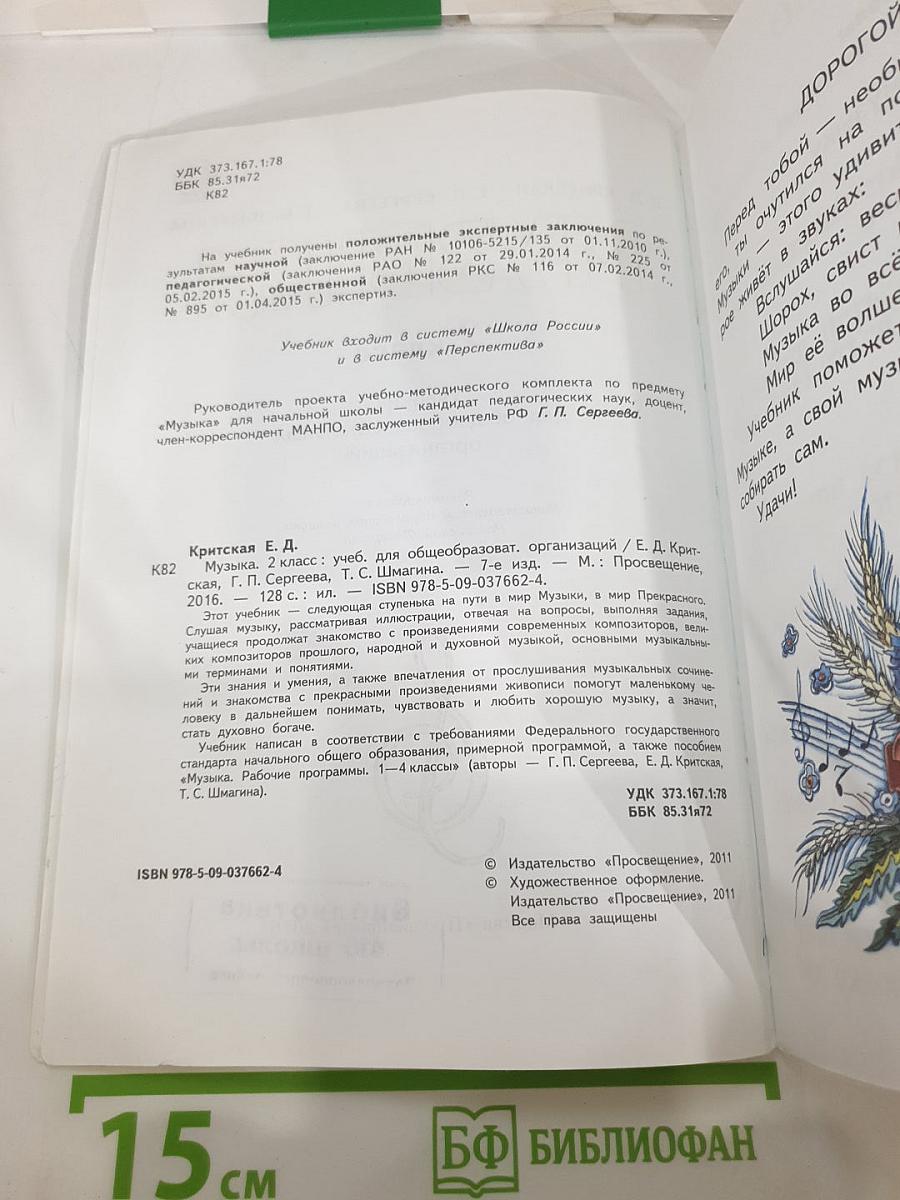 УДК 373.167.1:78
ББК 85.31я72
К82
На учебник получены положительные экспертные заключения по ре-
зультатам научной (заключение РАН № 10106-5215/135 от 01.11.2010 г.),
педагогической (заключения РАО № 122 от 29.01.2014 г., № 225 от
05.02.2015 г.), общественной (заключения РКС № 116 от 07.02.2014 г.,
№ 895 от 01.04.2015 г.) экспертиз.
Учебник входит в систему «Школа России»
и в систему «Перспектива»
Руководитель проекта учебно-методического комплекта по предмету
«Музыка» для начальной школы — кандидат педагогических наук, доцент,
член-корреспондент МАНПО, заслуженный учитель РФ Г. П. Сергеева.
Критская Е. Д.
К82 Музыка. 2 класс : учеб. для общеобразоват. организаций / Е. Д. Крит-
ская, Г. П. Сергеева, Т. С. Шмагина. — 7-е изд. — М. : Просвещение,
2016. — 128 с. : ил. — ISBN 978-5-09-037662-4.
Этот учебник — следующая ступенька на пути в мир Музыки, в мир Прекрасного.
Слушая музыку, рассматривая иллюстрации, отвечая на вопросы, выполняя задания,
учащиеся продолжат знакомство с произведениями современных композиторов, вели-
ких композиторов прошлого, народной и духовной музыкой, основными музыкальны-
ми терминами и понятиями.
Эти знания и умения, а также впечатления от прослушивания музыкальных сочине-
ний и знакомства с прекрасными произведениями живописи помогут маленькому че-
ловеку в дальнейшем понимать, чувствовать и любить хорошую музыку, а значит,
стать духовно богаче.
Учебник написан в соответствии с требованиями Федерального государственного
стандарта начального общего образования, примерной программой, а также пособием
«Музыка. Рабочие программы. 1—4 классы» (авторы — Г. П. Сергеева, Е. Д. Критская,
Т. С. Шмагина).
УДК 373.167.1:78
ББК 85.31я72
ISBN 978-5-09-037662-4
© Издательство «Просвещение», 2011
© Художественное оформление.
Издательство «Просвещение», 2011
Все права защищены
ДОРОГОЙ
Перед тобой — необы
его, ты очутился на по
Музыки — этого удивит
рое живёт в звуках:
Вслушайся: весн
Шорох, свист
Музыка во всё
Мир её волше
Учебник поможет
музыке, а свой музы
собирать сам.
Удачи!
15 см
БФ БИБЛИОФАН